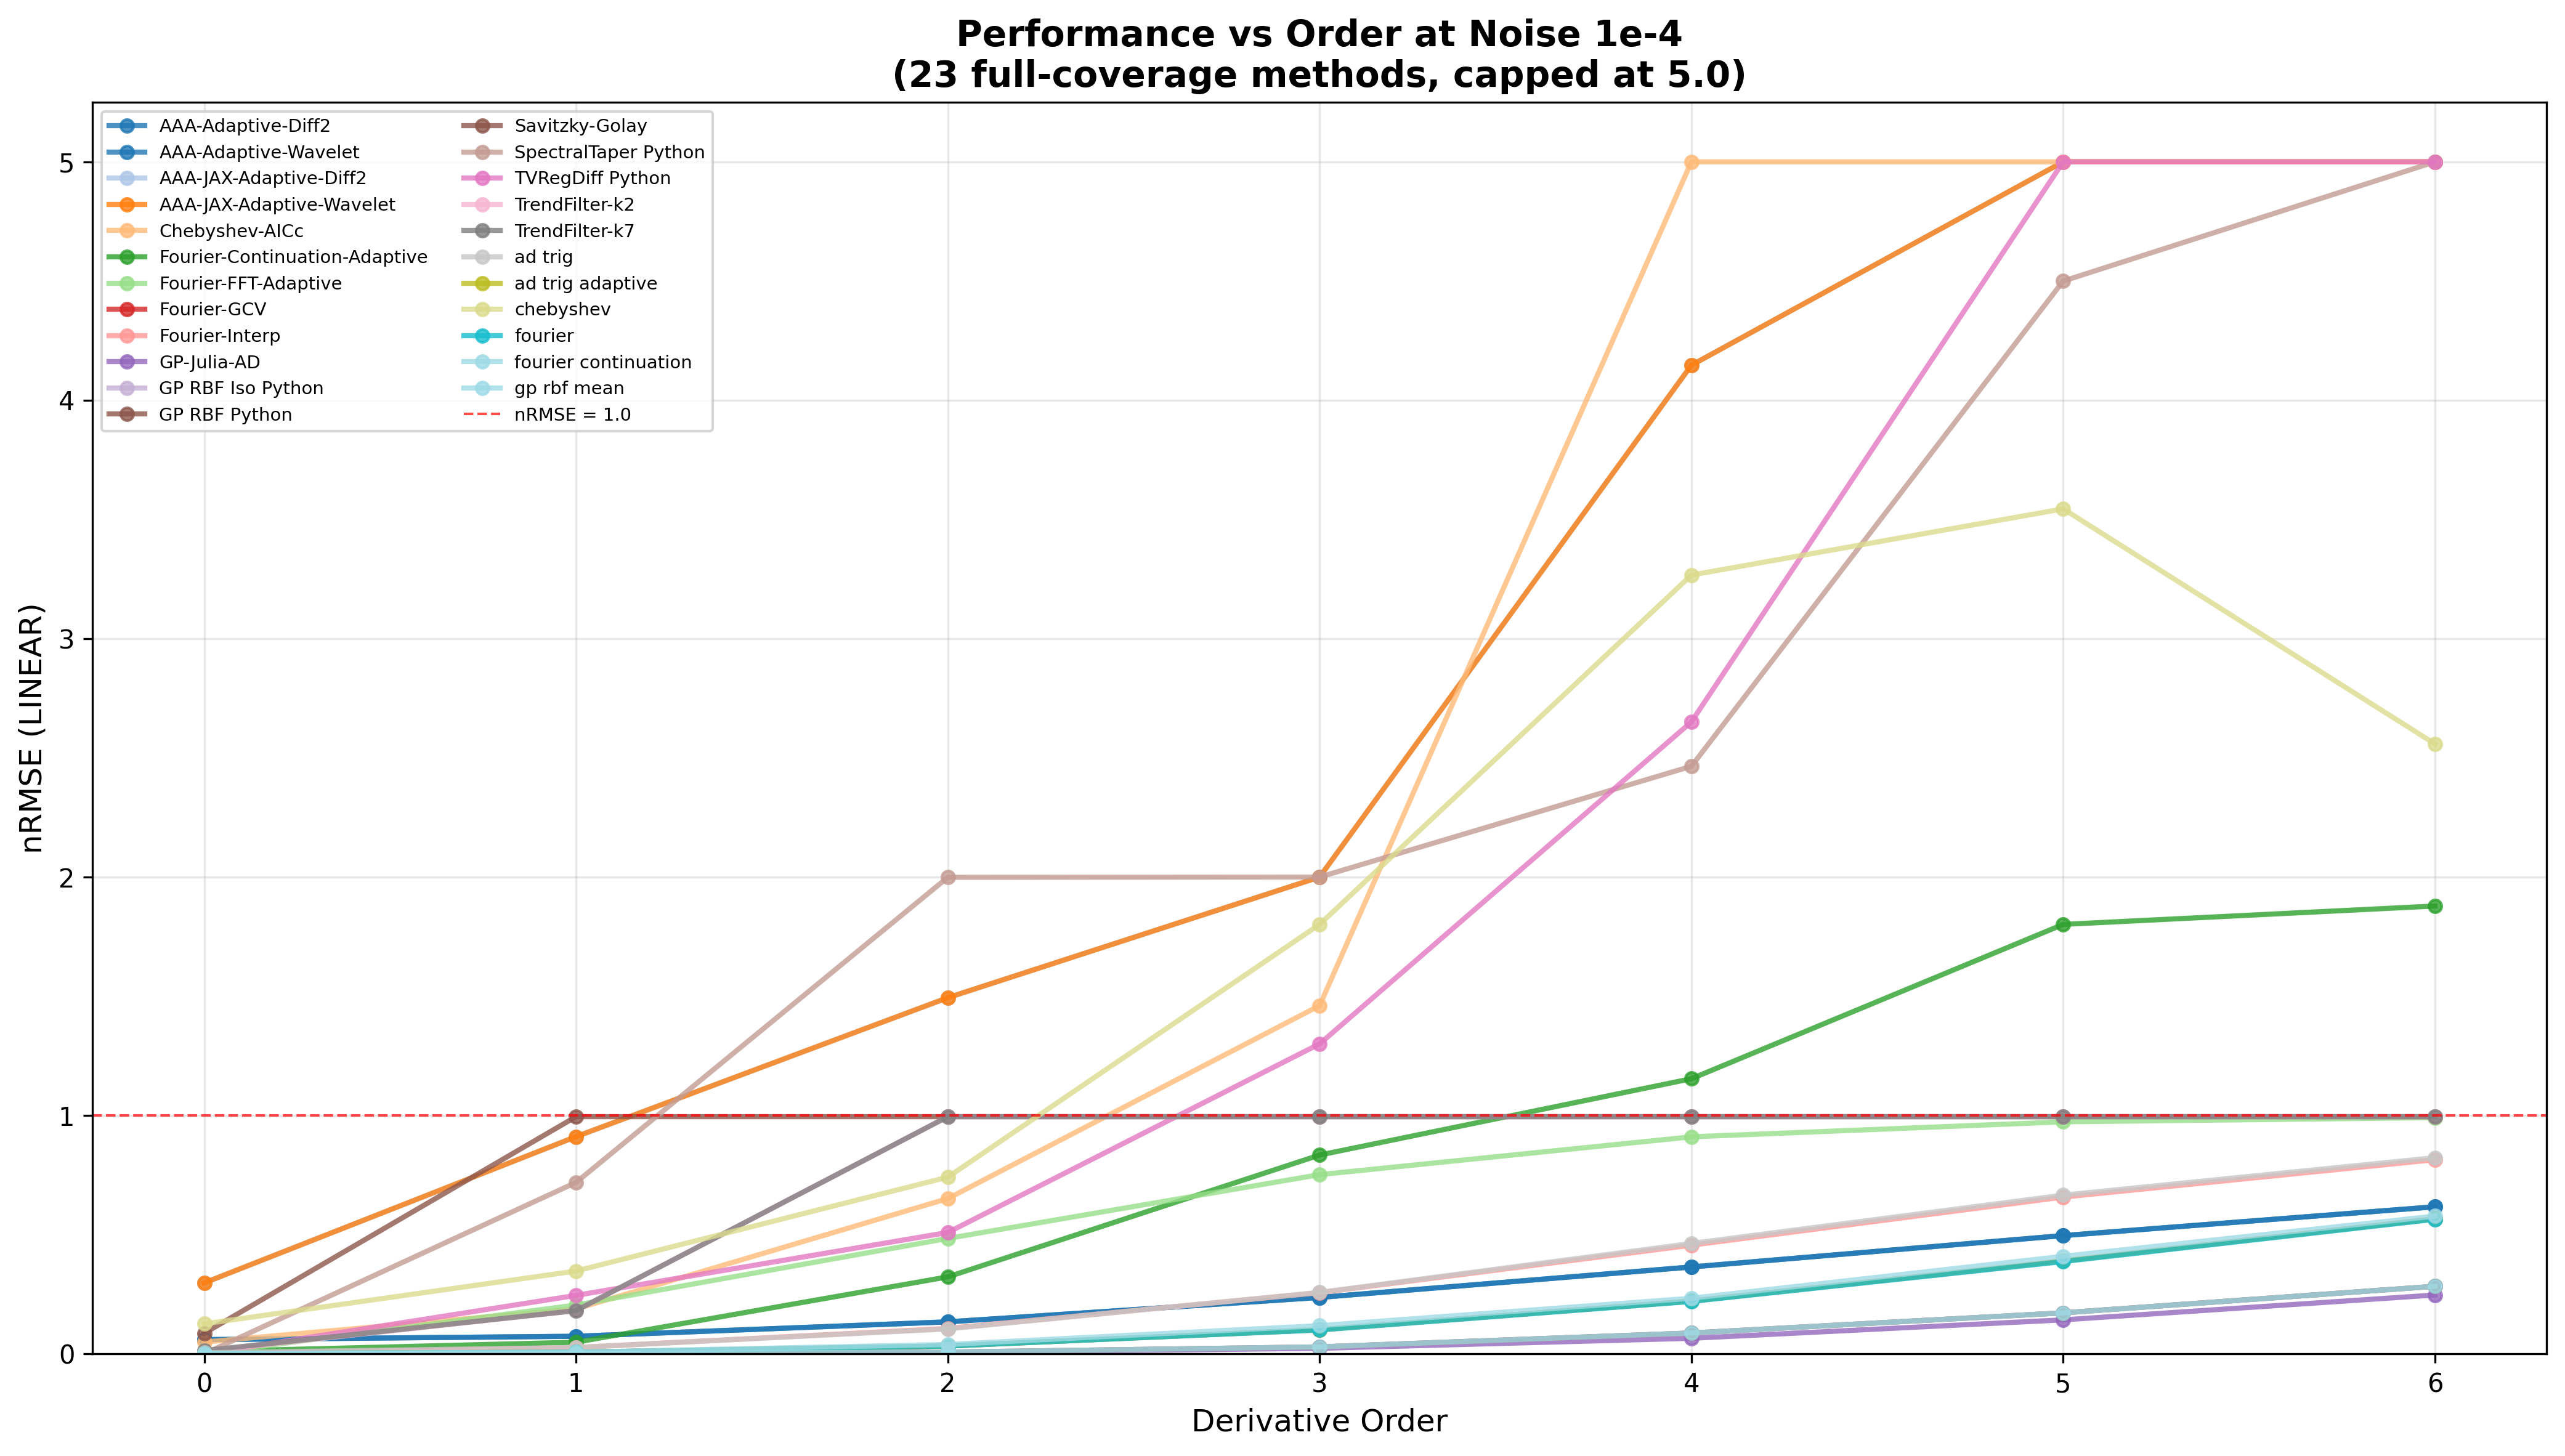 Performance vs Order at Noise 1e-4
(23 full-coverage methods, capped at 5.0)
AAA-Adaptive-Diff2
AAA-Adaptive-Wavelet
AAA-JAX-Adaptive-Diff2
AAA-JAX-Adaptive-Wavelet
Chebyshev-AICc
Fourier-Continuation-Adaptive
Fourier-FFT-Adaptive
Fourier-GCV
Fourier-Interp
GP-Julia-AD
GP RBF Iso Python
GP RBF Python
Savitzky-Golay
SpectralTaper Python
TVRegDiff Python
TrendFilter-k2
TrendFilter-k7
ad trig
ad trig adaptive
chebyshev
fourier
fourier continuation
gp rbf mean
nRMSE = 1.0
nRMSE (LINEAR)
5
4
3
2
1
0
0 1 2 3 4 5 6
Derivative Order